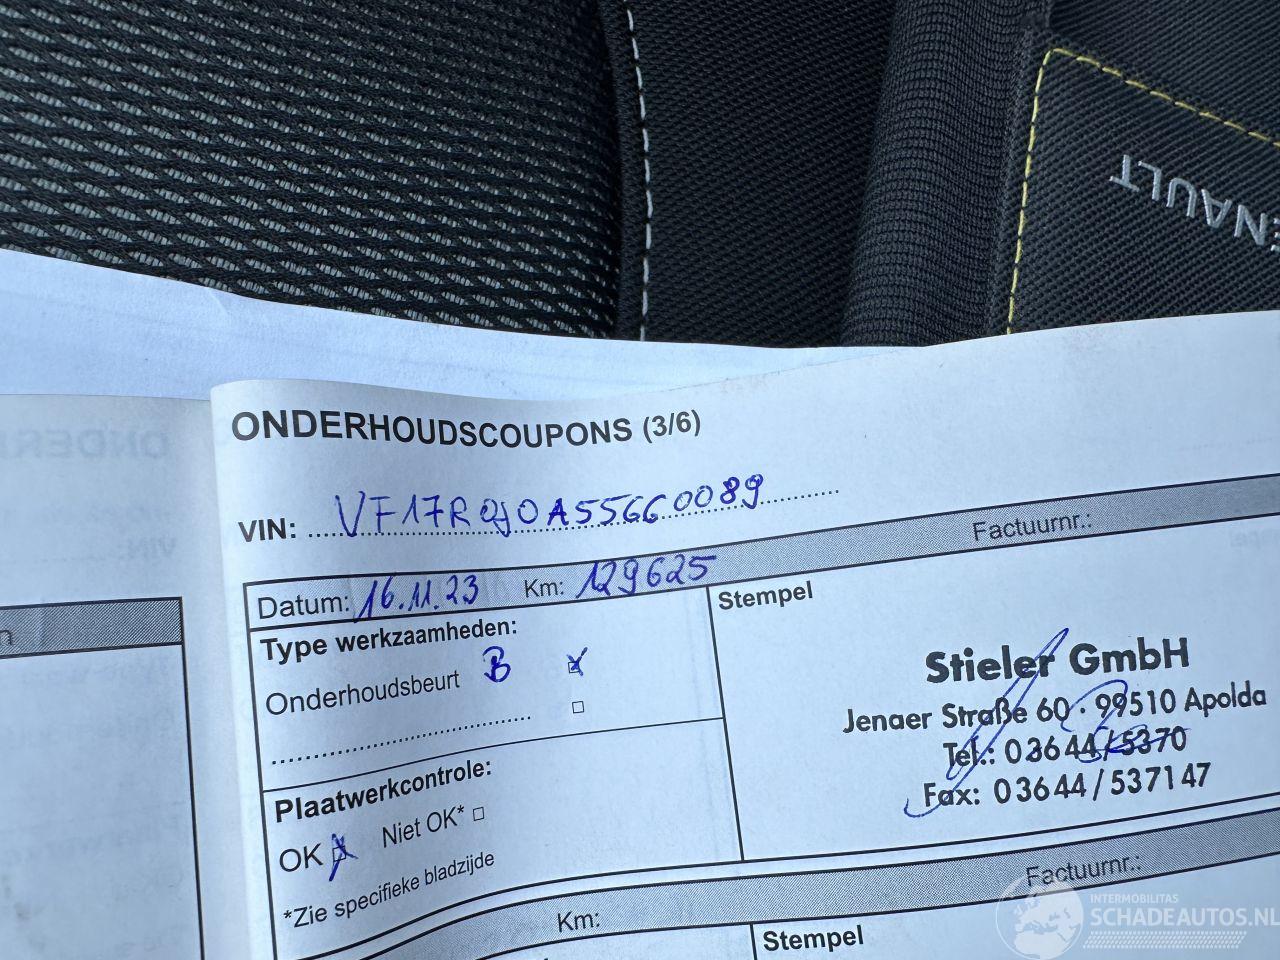 RENAULT
ONDERHOUDSCOUPONS (3/6)
VIN: VF17R0J0A55660089
Datum: 16.11.23 Km: 129625 Factuurnr.:
Type werkzaamheden:
Onderhoudsbeurt B
Plaatwerkcontrole:
OK Niet OK*
*Zie specifieke bladzijde
Stempel
Stieler GmbH
Jenaer Straße 60 · 99510 Apolda
Tel.: 03644/5370
Fax: 03644/537147
Km: Factuurnr.:
Stempel
INTERMOBILITAS
SCHADEAUTOS.NL